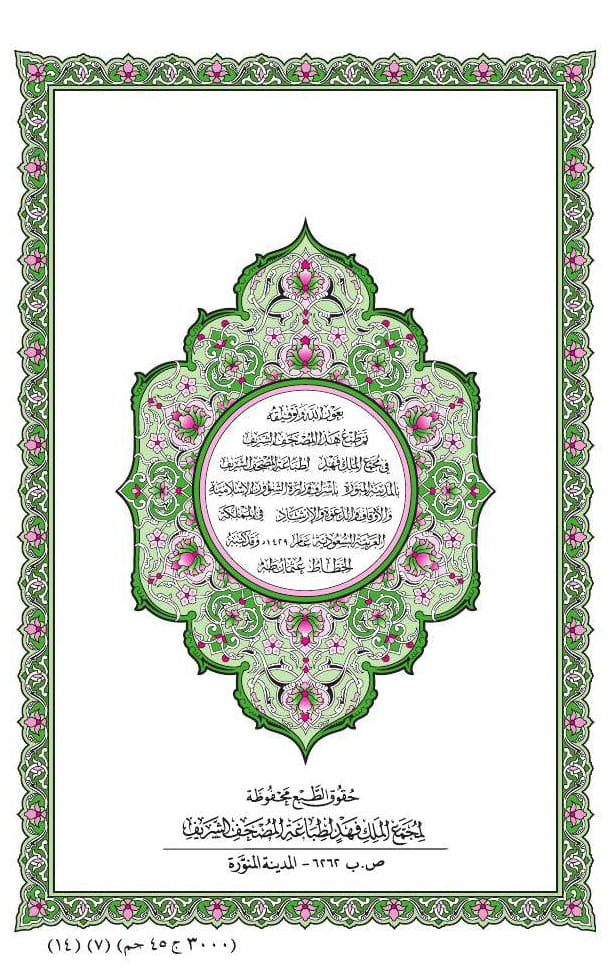 بعون الله وتوفيقه
تم طبع هذا المصحف الشريف
في مجمع الملك فهد لطباعة المصحف الشريف
بالمدينة المنورة بإشراف وزارة الشؤون الإسلامية
والأوقاف والدعوة والإرشاد في المملكة
العربية السعودية عام ١٤٢٩هـ وقد كتبه
الخطاط عثمان طه
حقوق الطبع محفوظة
لمجمع الملك فهد لطباعة المصحف الشريف
ص.ب ٦٢٦٢ - المدينة المنورة
(٣٠٠٠ ج ٤٥ حم) (٧) (١٤)